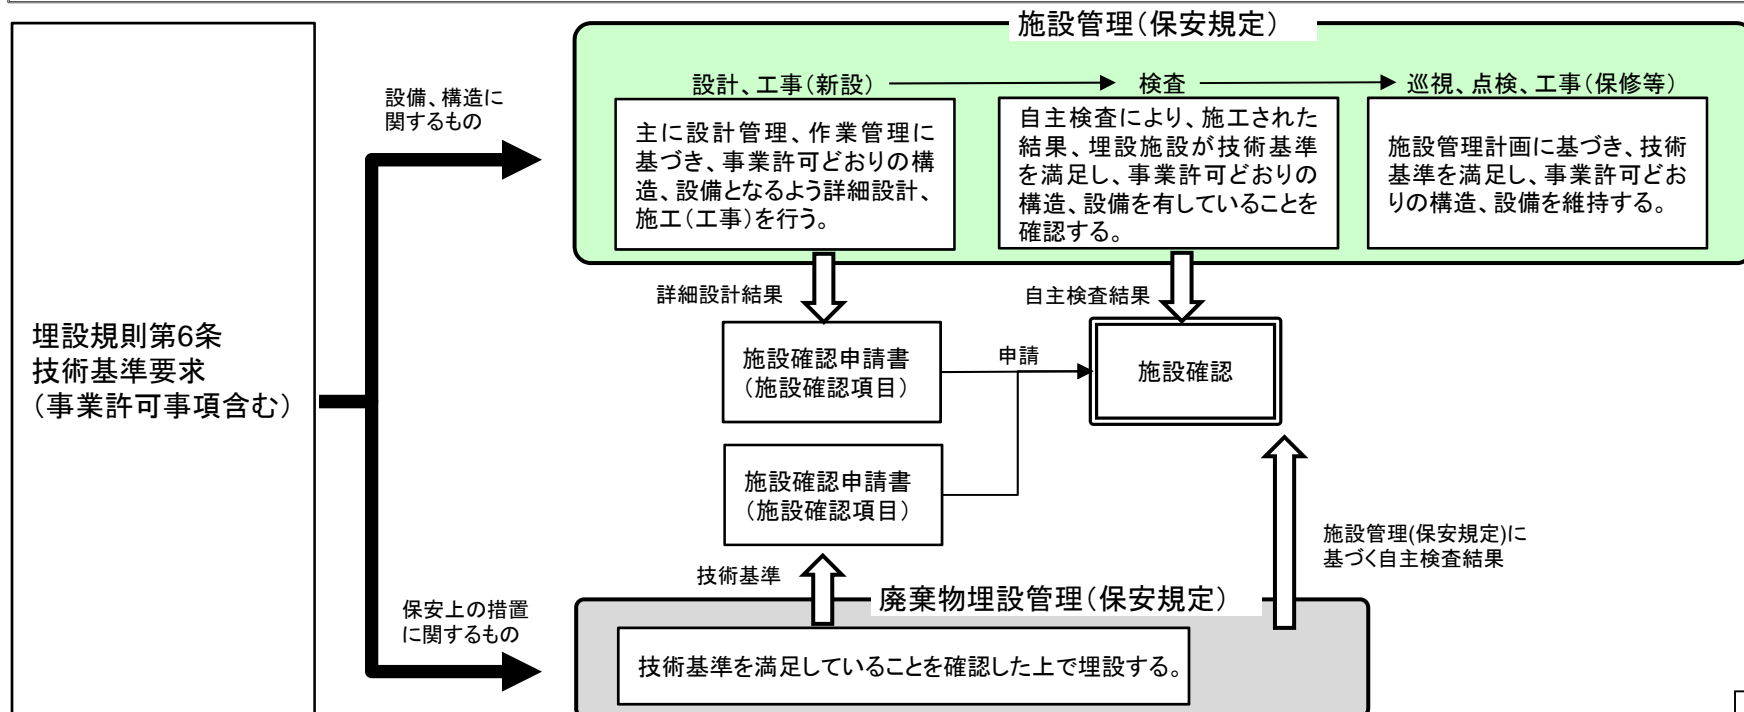 施設管理(保安規定)
設計、工事(新設)
検査
巡視、点検、工事(保修等)
設備、構造に
関するもの
主に設計管理、作業管理に
基づき、事業許可どおりの構
造、設備となるよう詳細設計、
施工(工事)を行う。
自主検査により、施工された
結果、埋設施設が技術基準
を満足し、事業許可どおりの
構造、設備を有していることを
確認する。
施設管理計画に基づき、技術
基準を満足し、事業許可どお
りの構造、設備を維持する。
詳細設計結果
自主検査結果
埋設規則第6条
技術基準要求
(事業許可事項含む)
施設確認申請書
(施設確認項目)
申請
施設確認
施設確認申請書
(施設確認項目)
施設管理(保安規定)に
基づく自主検査結果
技術基準
廃棄物埋設管理(保安規定)
保安上の措置
に関するもの
技術基準を満足していることを確認した上で埋設する。